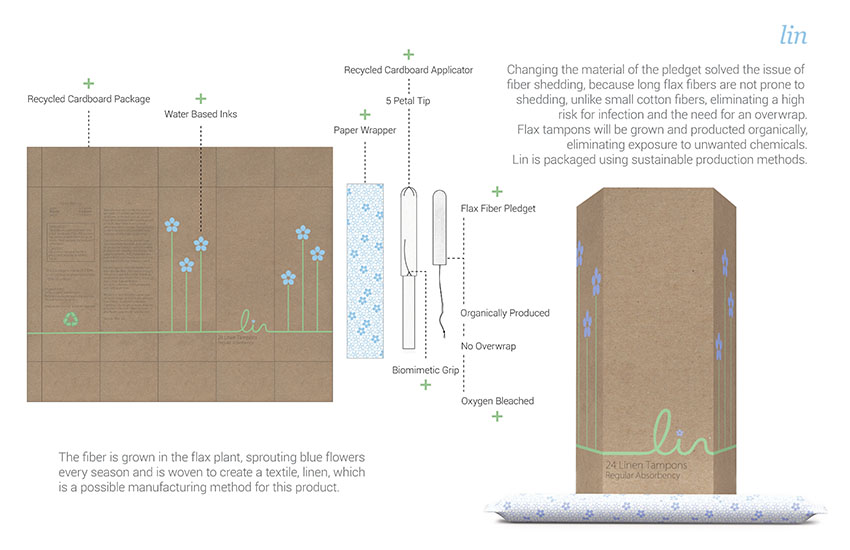 lin
Changing the material of the pledget solved the issue of
fiber shedding, because long flax fibers are not prone to
shedding, unlike small cotton fibers, eliminating a high
risk for infection and the need for an overwrap.
Flax tampons will be grown and producted organically,
eliminating exposure to unwanted chemicals.
Lin is packaged using sustainable production methods.
Recycled Cardboard Package
Water Based Inks
Paper Wrapper
Recycled Cardboard Applicator
5 Petal Tip
Flax Fiber Pledget
Organically Produced
No Overwrap
Oxygen Bleached
Biomimetic Grip
lin
24 Linen Tampons
Regular Absorbency
lin
24 Linen Tampons
Regular Absorbency
The fiber is grown in the flax plant, sprouting blue flowers
every season and is woven to create a textile, linen, which
is a possible manufacturing method for this product.